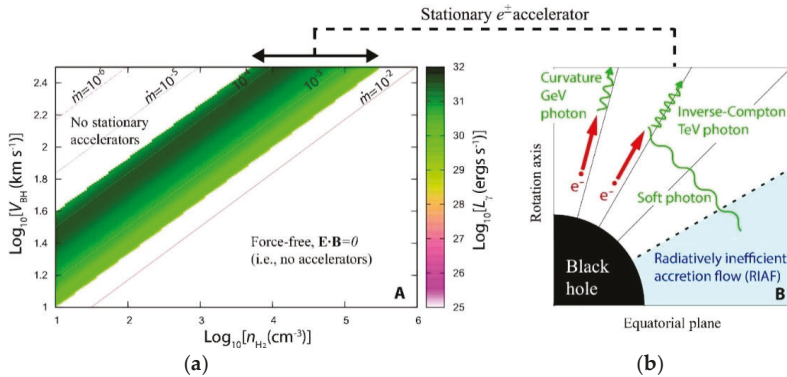 Stationary e± accelerator
2.4
2.2
2.0
1.8
1.6
1.4
1.2
1
Log₁₀[V_BH(km s⁻¹)]
ṁ=10⁻⁶
ṁ=10⁻⁵
10⁻⁴
10⁻³
ṁ=10⁻²
No stationary
accelerators
Force-free, E·B=0
(i.e., no accelerators)
A
1
2
3
4
5
6
Log₁₀[n_H₂(cm⁻³)]
32
31
30
29
28
27
26
25
Log₁₀[L_γ(ergs s⁻¹)]
(a)
Rotation axis
Curvature
GeV
photon
Inverse-Compton
TeV photon
e⁻
e⁻
Soft photon
Black
hole
Radiatively inefficient
accretion flow (RIAF)
B
Equatorial plane
(b)